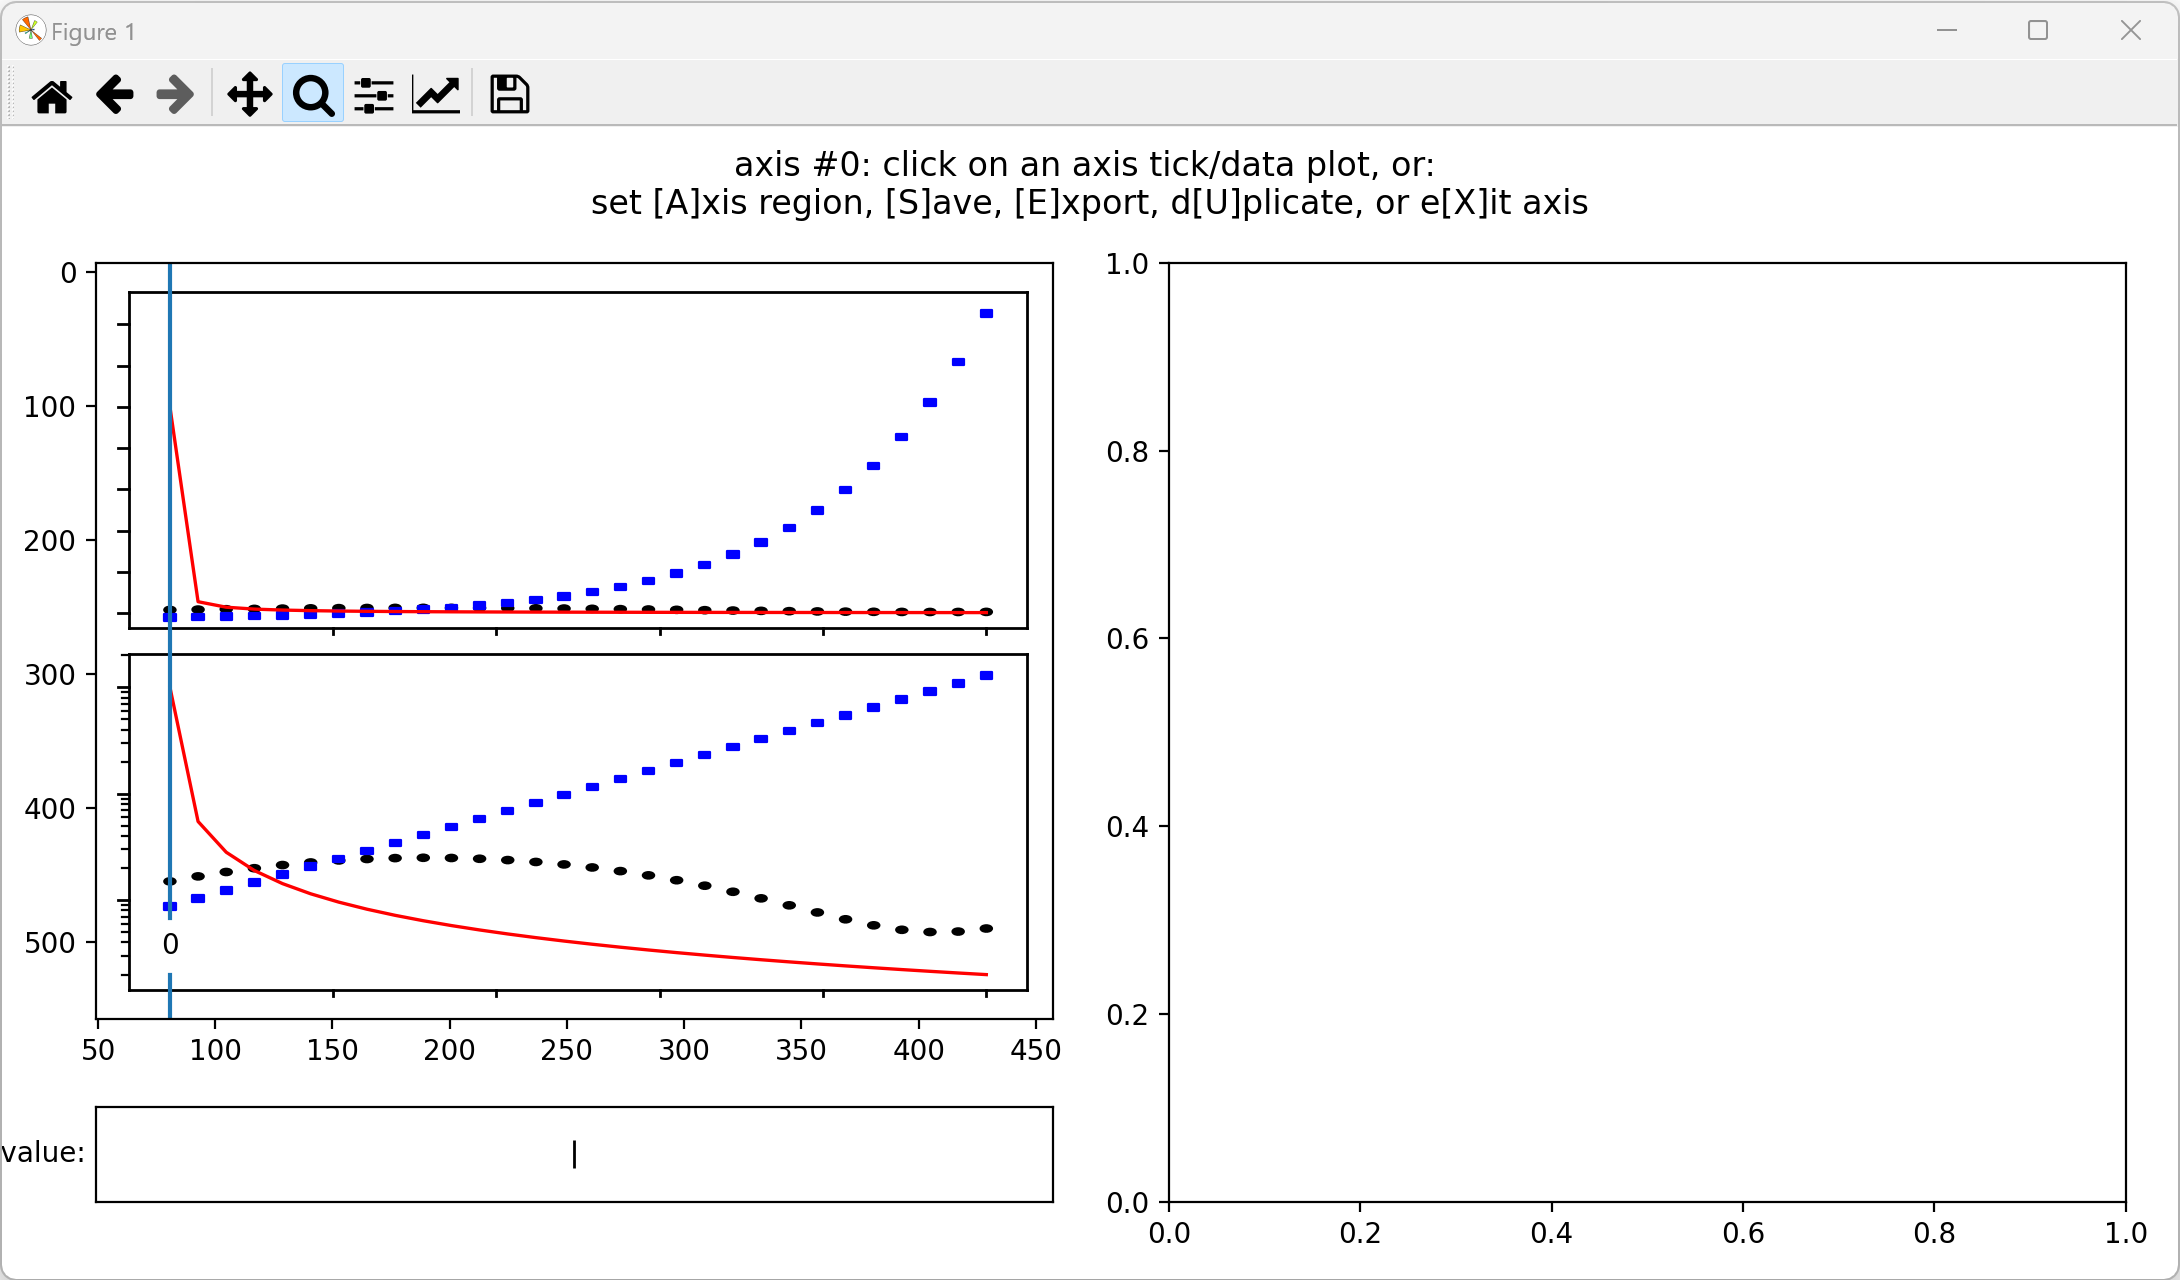 Figure 1
axis #0: click on an axis tick/data plot, or:
set [A]xis region, [S]ave, [E]xport, d[U]plicate, or e[X]it axis
0
100
200
300
400
500
0
50 100 150 200 250 300 350 400 450
value:
1.0
0.8
0.6
0.4
0.2
0.0
0.0 0.2 0.4 0.6 0.8 1.0